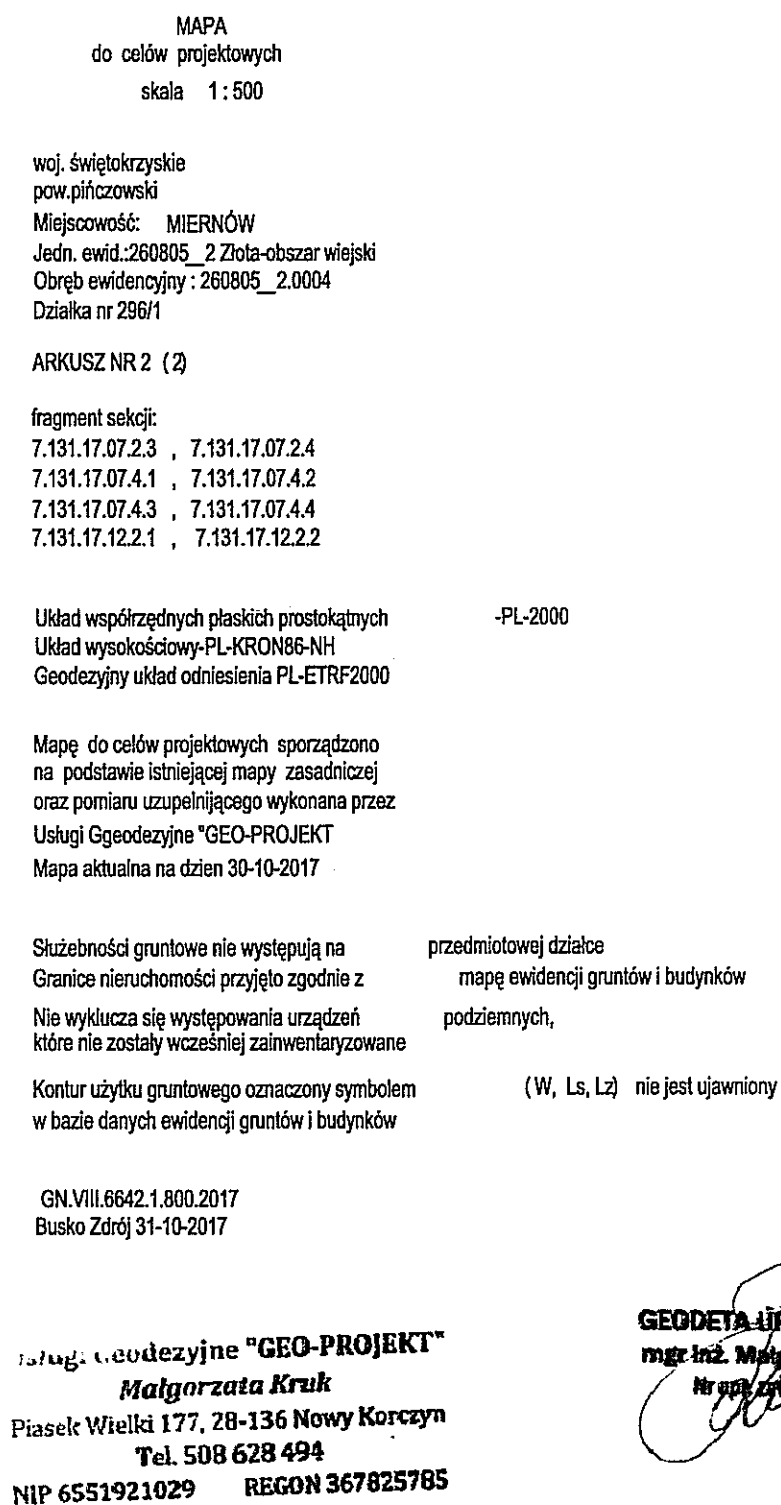 MAPA
do celów projektowych
skala 1 : 500
woj. świętokrzyskie
pow.pińczowski
Miejscowość: MIERNÓW
Jedn. ewid.:260805__2 Złota-obszar wiejski
Obręb ewidencyjny : 260805__2.0004
Działka nr 296/1
ARKUSZ NR 2 ( 2)
fragment sekcji:
7.131.17.07.2.3 , 7.131.17.07.2.4
7.131.17.07.4.1 , 7.131.17.07.4.2
7.131.17.07.4.3 , 7.131.17.07.4.4
7.131.17.12.2.1 , 7.131.17.12.2.2
Układ współrzędnych płaskich prostokątnych -PL-2000
Układ wysokościowy-PL-KRON86-NH
Geodezyjny układ odniesienia PL-ETRF2000
Mapę do celów projektowych sporządzono
na podstawie istniejącej mapy zasadniczej
oraz pomiaru uzupelnijącego wykonana przez
Usługi Ggeodezyjne "GEO-PROJEKT
Mapa aktualna na dzien 30-10-2017
Służebności gruntowe nie występują na przedmiotowej działce
Granice nieruchomości przyjęto zgodnie z mapę ewidencji gruntów i budynków
Nie wyklucza się występowania urządzeń podziemnych,
które nie zostały wcześniej zainwentaryzowane
Kontur użytku gruntowego oznaczony symbolem ( W, Ls, Lz) nie jest ujawniony
w bazie danych ewidencji gruntów i budynków
GN.VIII.6642.1.800.2017
Busko Zdrój 31-10-2017
Geodezyjne "GEO-PROJEKT"
Małgorzata Kruk
Piasek Wielki 177, 28-136 Nowy Korczyn
Tel. 508 628 494
NIP 6551921029 REGON 367825785
GEODETA
mgr inż.
Nr